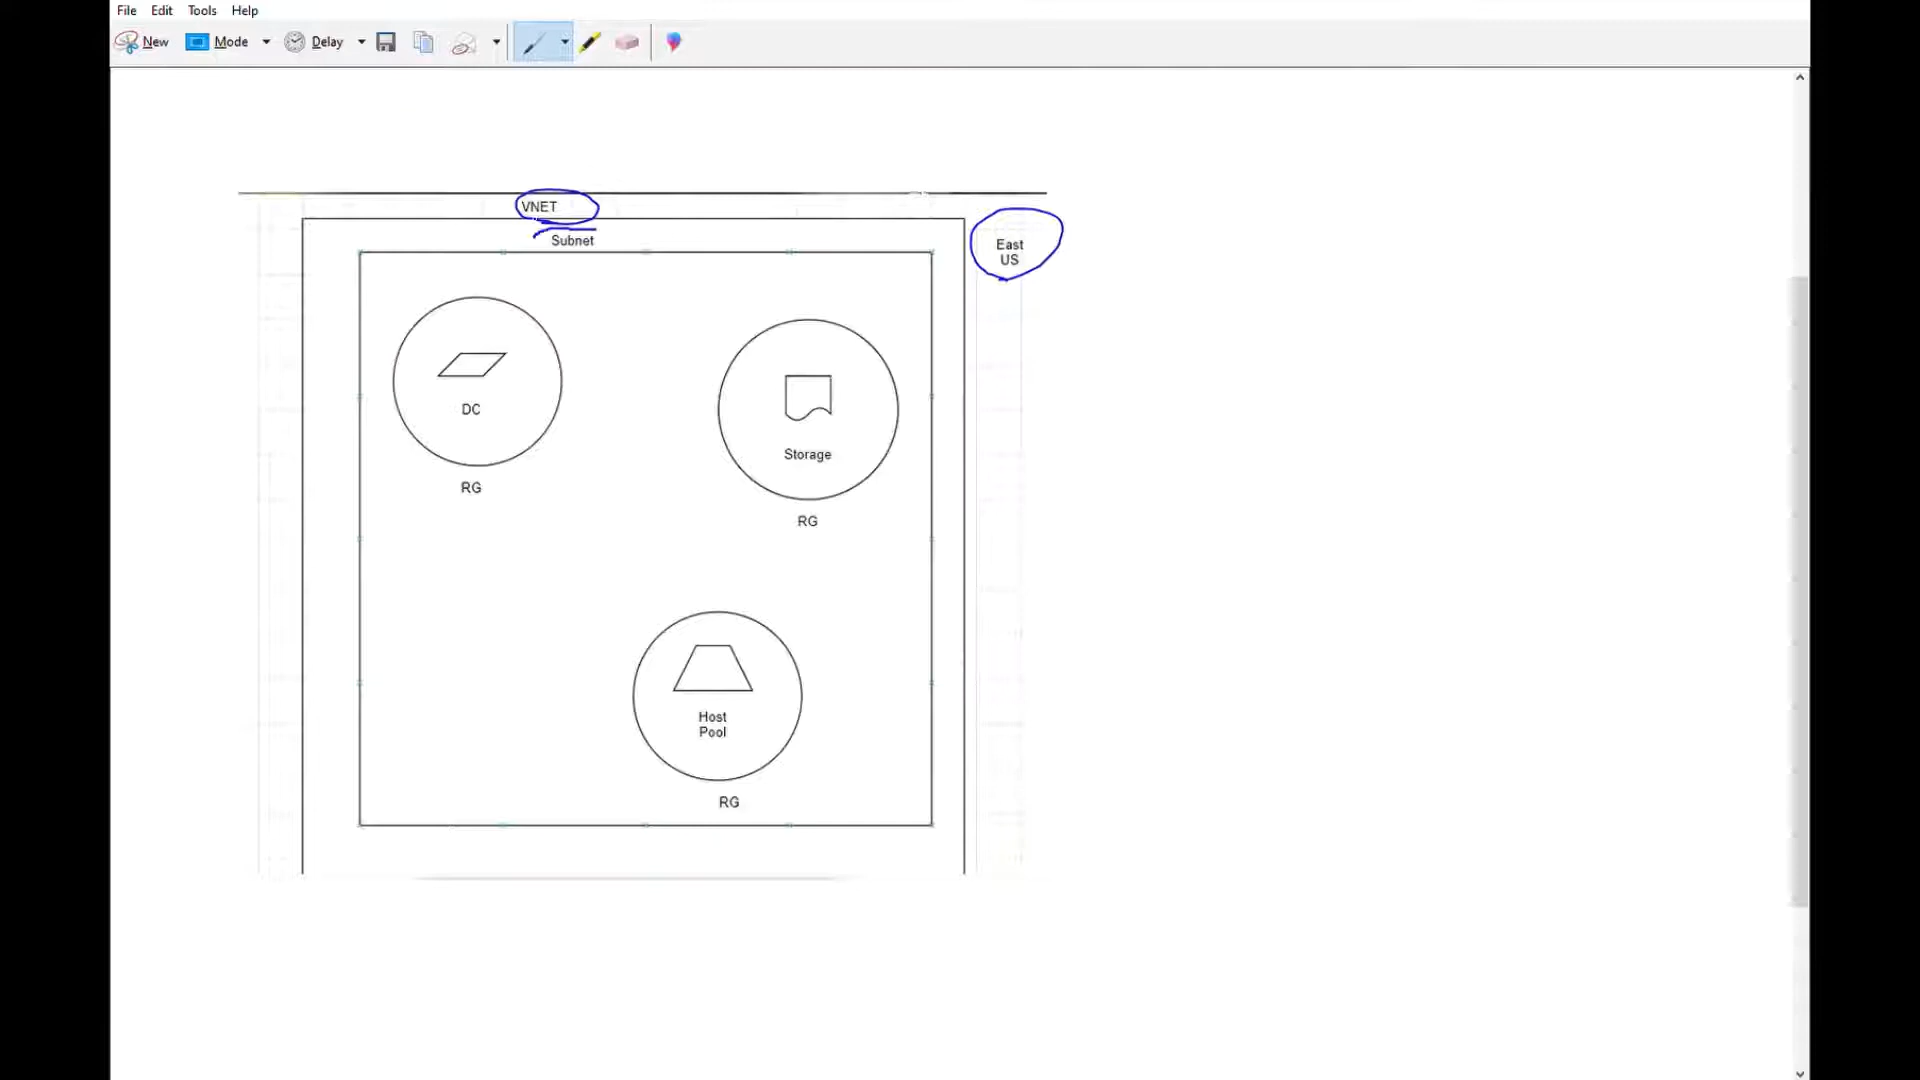 File Edit Tools Help
New Mode Delay
VNET
Subnet
East
US
DC
Storage
RG
RG
Host
Pool
RG